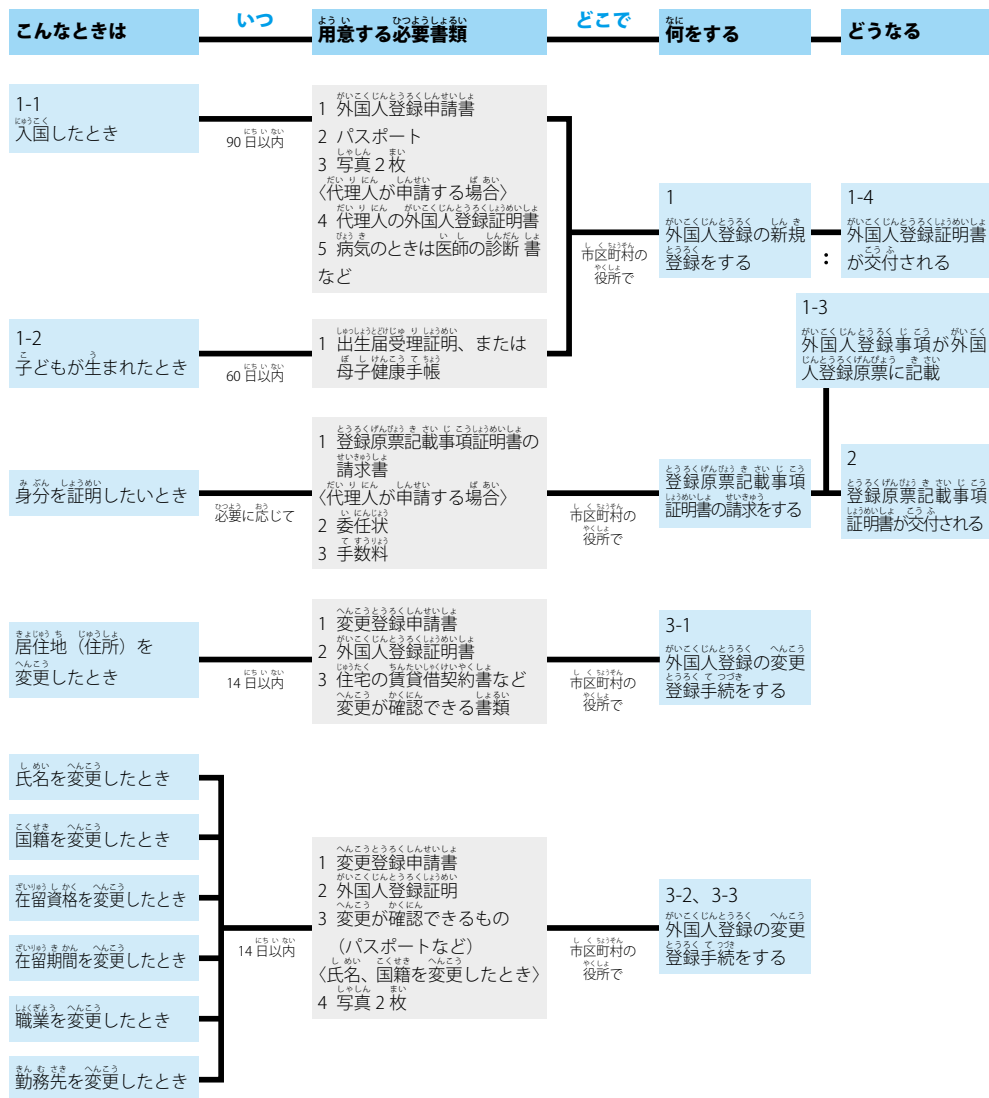 こんなときは
いつ
用意する必要書類
どこで
何をする
どうなる
1-1
入国したとき
90日以内
1 外国人登録申請書
2 パスポート
3 写真2枚
〈代理人が申請する場合〉
4 代理人の外国人登録証明書
5 病気のときは医師の診断書
など
1-2
子どもが生まれたとき
60日以内
1 出生届受理証明、または
母子健康手帳
市区町村の
役所で
1
外国人登録の新規
登録をする
:
1-4
外国人登録証明書
が交付される
1-3
外国人登録事項が外国
人登録原票に記載
身分を証明したいとき
必要に応じて
1 登録原票記載事項証明書の
請求書
〈代理人が申請する場合〉
2 委任状
3 手数料
市区町村の
役所で
登録原票記載事項
証明書の請求をする
2
登録原票記載事項
証明書が交付される
居住地(住所)を
変更したとき
14日以内
1 変更登録申請書
2 外国人登録証明書
3 住宅の賃貸借契約書など
変更が確認できる書類
市区町村の
役所で
3-1
外国人登録の変更
登録手続をする
氏名を変更したとき
国籍を変更したとき
在留資格を変更したとき
在留期間を変更したとき
職業を変更したとき
勤務先を変更したとき
14日以内
1 変更登録申請書
2 外国人登録証明
3 変更が確認できるもの
(パスポートなど)
〈氏名、国籍を変更したとき〉
4 写真2枚
市区町村の
役所で
3-2、3-3
外国人登録の変更
登録手続をする